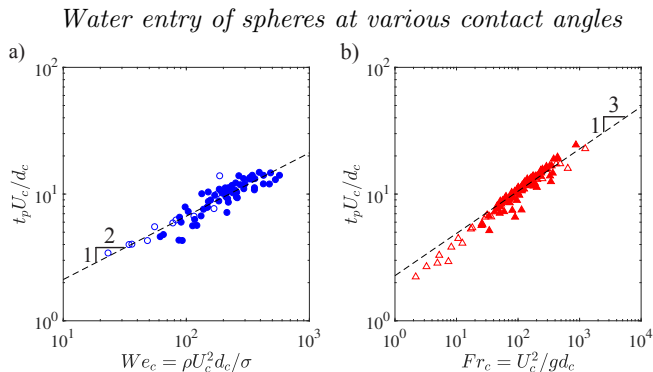 Water entry of spheres at various contact angles
a)
b)
10²
10¹
10⁰
t_pU_c/d_c
1
2
10¹
10²
10³
We_c = ρU_c²d_c/σ
10²
10¹
10⁰
t_pU_c/d_c
1
3
10⁰
10¹
10²
10³
10⁴
Fr_c = U_c²/gd_c